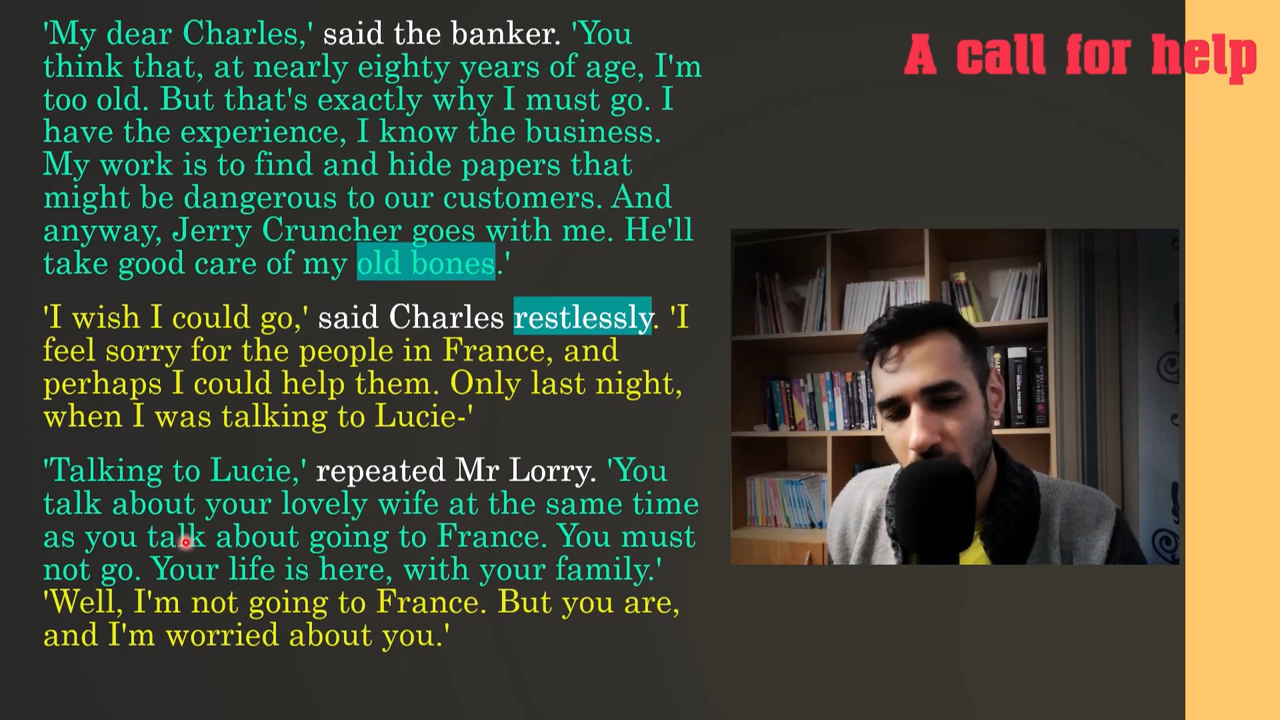 A call for help
'My dear Charles,' said the banker. 'You
think that, at nearly eighty years of age, I'm
too old. But that's exactly why I must go. I
have the experience, I know the business.
My work is to find and hide papers that
might be dangerous to our customers. And
anyway, Jerry Cruncher goes with me. He'll
take good care of my old bones.'
'I wish I could go,' said Charles restlessly. 'I
feel sorry for the people in France, and
perhaps I could help them. Only last night,
when I was talking to Lucie-'
'Talking to Lucie,' repeated Mr Lorry. 'You
talk about your lovely wife at the same time
as you talk about going to France. You must
not go. Your life is here, with your family.'
'Well, I'm not going to France. But you are,
and I'm worried about you.'